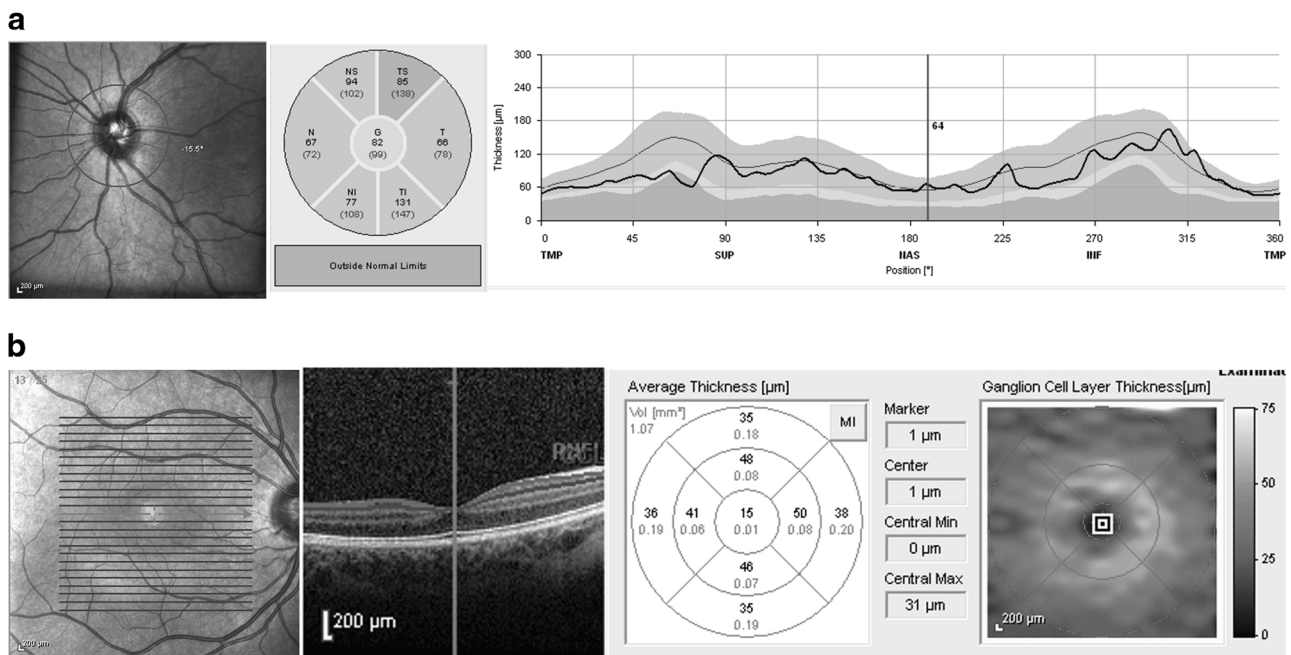 a
-15.5°
200 µm
NS
94
(102)
TS
85
(138)
N
67
(72)
G
82
(99)
T
66
(78)
NI
77
(108)
TI
131
(147)
Outside Normal Limits
Thickness [µm]
300
240
180
120
60
0
64
0 45 90 135 180 225 270 315 360
TMP SUP NAS INF TMP
Position [°]
b
13 / 25
200 µm
RNFL
200 µm
Average Thickness [µm]
Vol [mm³]
1.07
MI
35
0.18
48
0.08
36
0.19
41
0.06
15
0.01
50
0.08
38
0.20
46
0.07
35
0.19
Marker
1 µm
Center
1 µm
Central Min
0 µm
Central Max
31 µm
Ganglion Cell Layer Thickness[µm]
200 µm
75
50
25
0